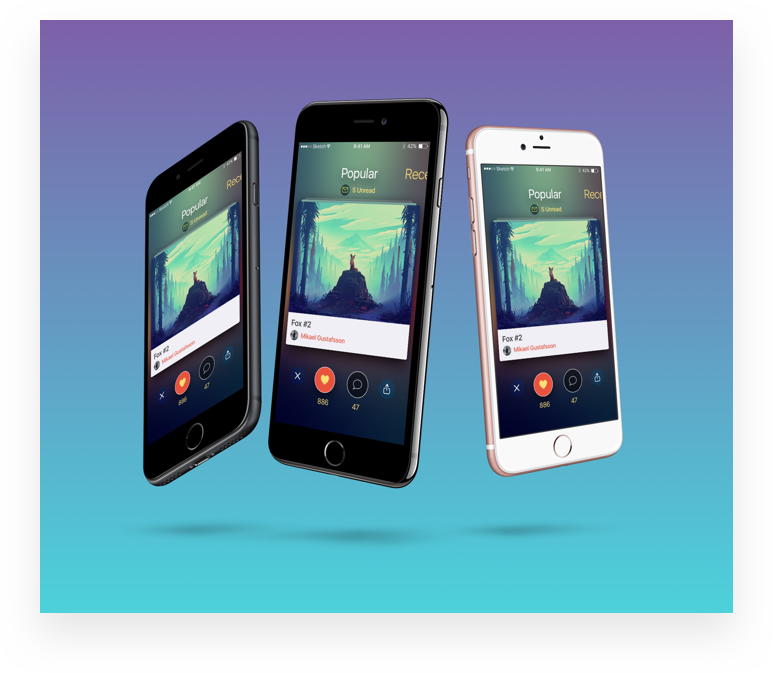 Popular
Rece
5 Unread
Fox #2
Mikael Gustafsson
886
47
Sketch
9:41 AM
42%
Popular
Rece
5 Unread
Fox #2
Mikael Gustafsson
886
47
Sketch
9:41 AM
42%
Popular
Rec
5 Unread
Fox #2
Mikael Gustafsson
886
47